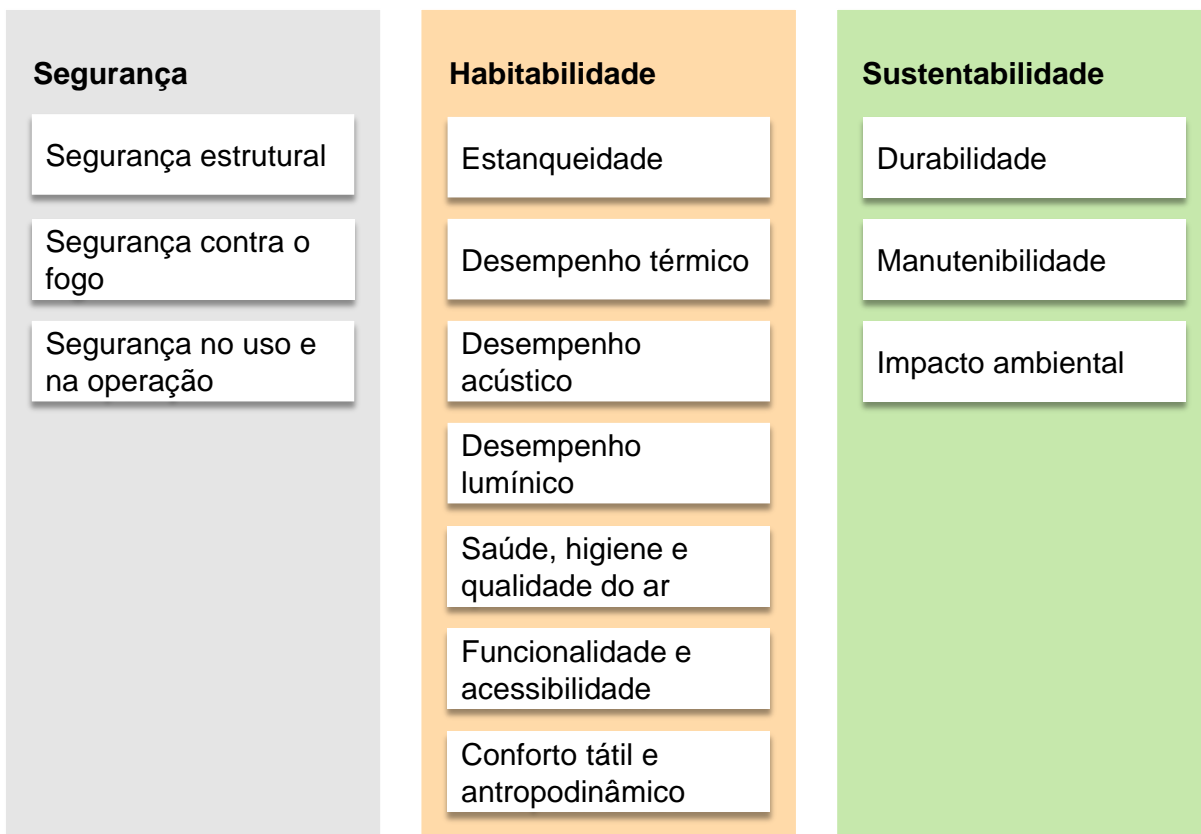 Segurança
Segurança estrutural
Segurança contra o
fogo
Segurança no uso e
na operação
Habitabilidade
Estanqueidade
Desempenho térmico
Desempenho
acústico
Desempenho
lumínico
Saúde, higiene e
qualidade do ar
Funcionalidade e
acessibilidade
Conforto tátil e
antropodinâmico
Sustentabilidade
Durabilidade
Manutenibilidade
Impacto ambiental